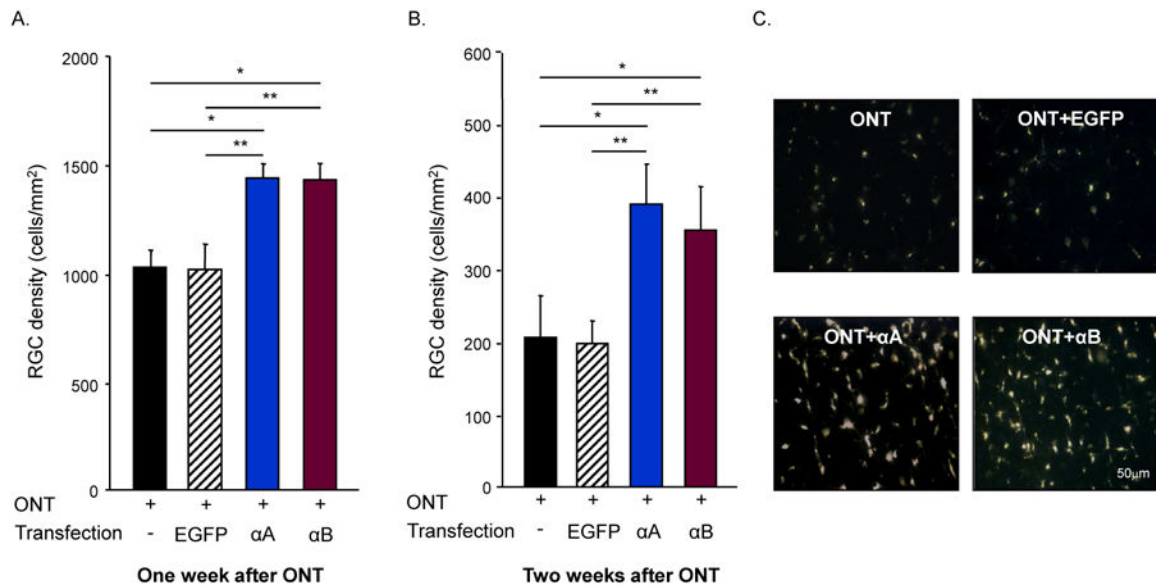 A.
RGC density (cells/mm²)
2000
1500
1000
500
0
*
**
*
**
ONT + + + +
Transfection - EGFP αA αB
One week after ONT
B.
RGC density (cells/mm²)
600
500
400
300
200
100
0
*
**
*
**
ONT + + + +
Transfection - EGFP αA αB
Two weeks after ONT
C.
ONT
ONT+EGFP
ONT+αA
ONT+αB
50μm